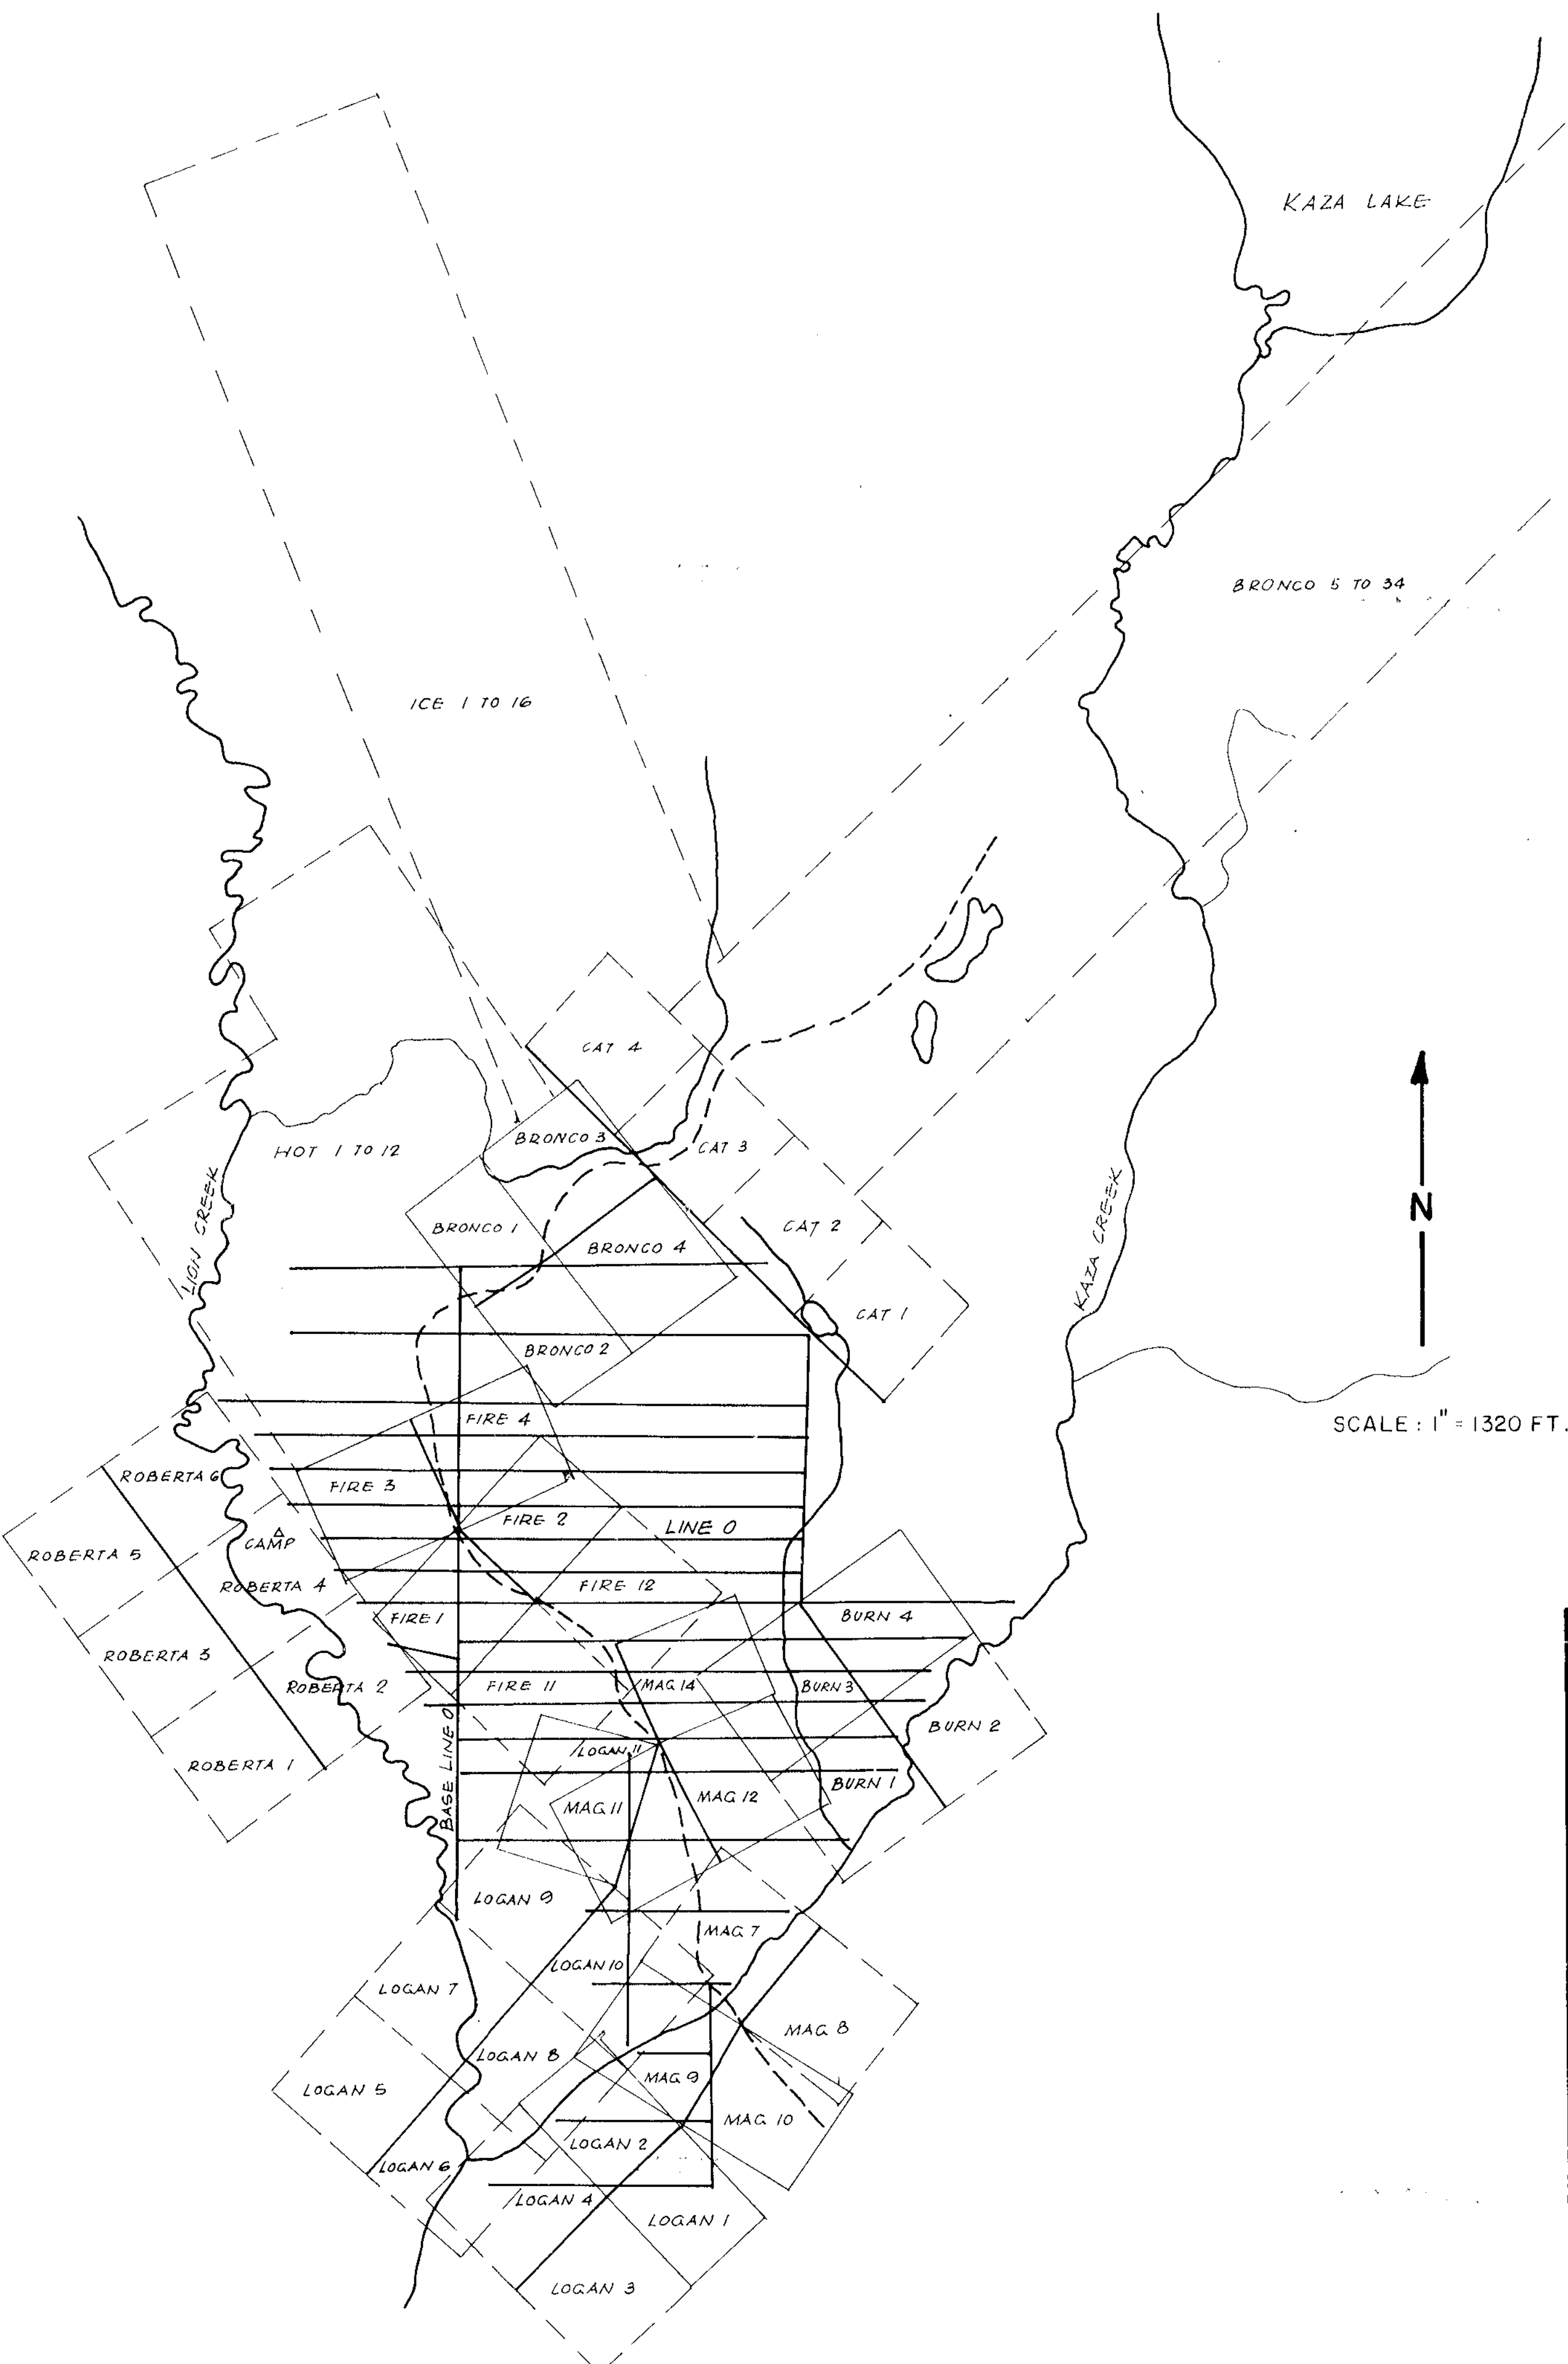 KAZA LAKE
BRONCO 5 TO 34
ICE 1 TO 16
CAT 4
BRONCO 3
CAT 3
HOT 1 TO 12
LION CREEK
KAZA CREEK
N
BRONCO 1
CAT 2
BRONCO 4
CAT 1
BRONCO 2
SCALE : 1" = 1320 FT.
FIRE 4
ROBERTA 6
FIRE 3
FIRE 2
LINE 0
CAMP
ROBERTA 5
ROBERTA 4
FIRE 12
FIRE 1
BURN 4
ROBERTA 3
ROBERTA 2
FIRE 11
MAG 14
BURN 3
BURN 2
BASE LINE 0
LOGAN 11
ROBERTA 1
BURN 1
MAG 12
MAG 11
LOGAN 9
MAG 7
LOGAN 10
LOGAN 7
MAG 8
LOGAN 8
MAG 9
LOGAN 5
MAG 10
LOGAN 2
LOGAN 6
LOGAN 4
LOGAN 1
LOGAN 3